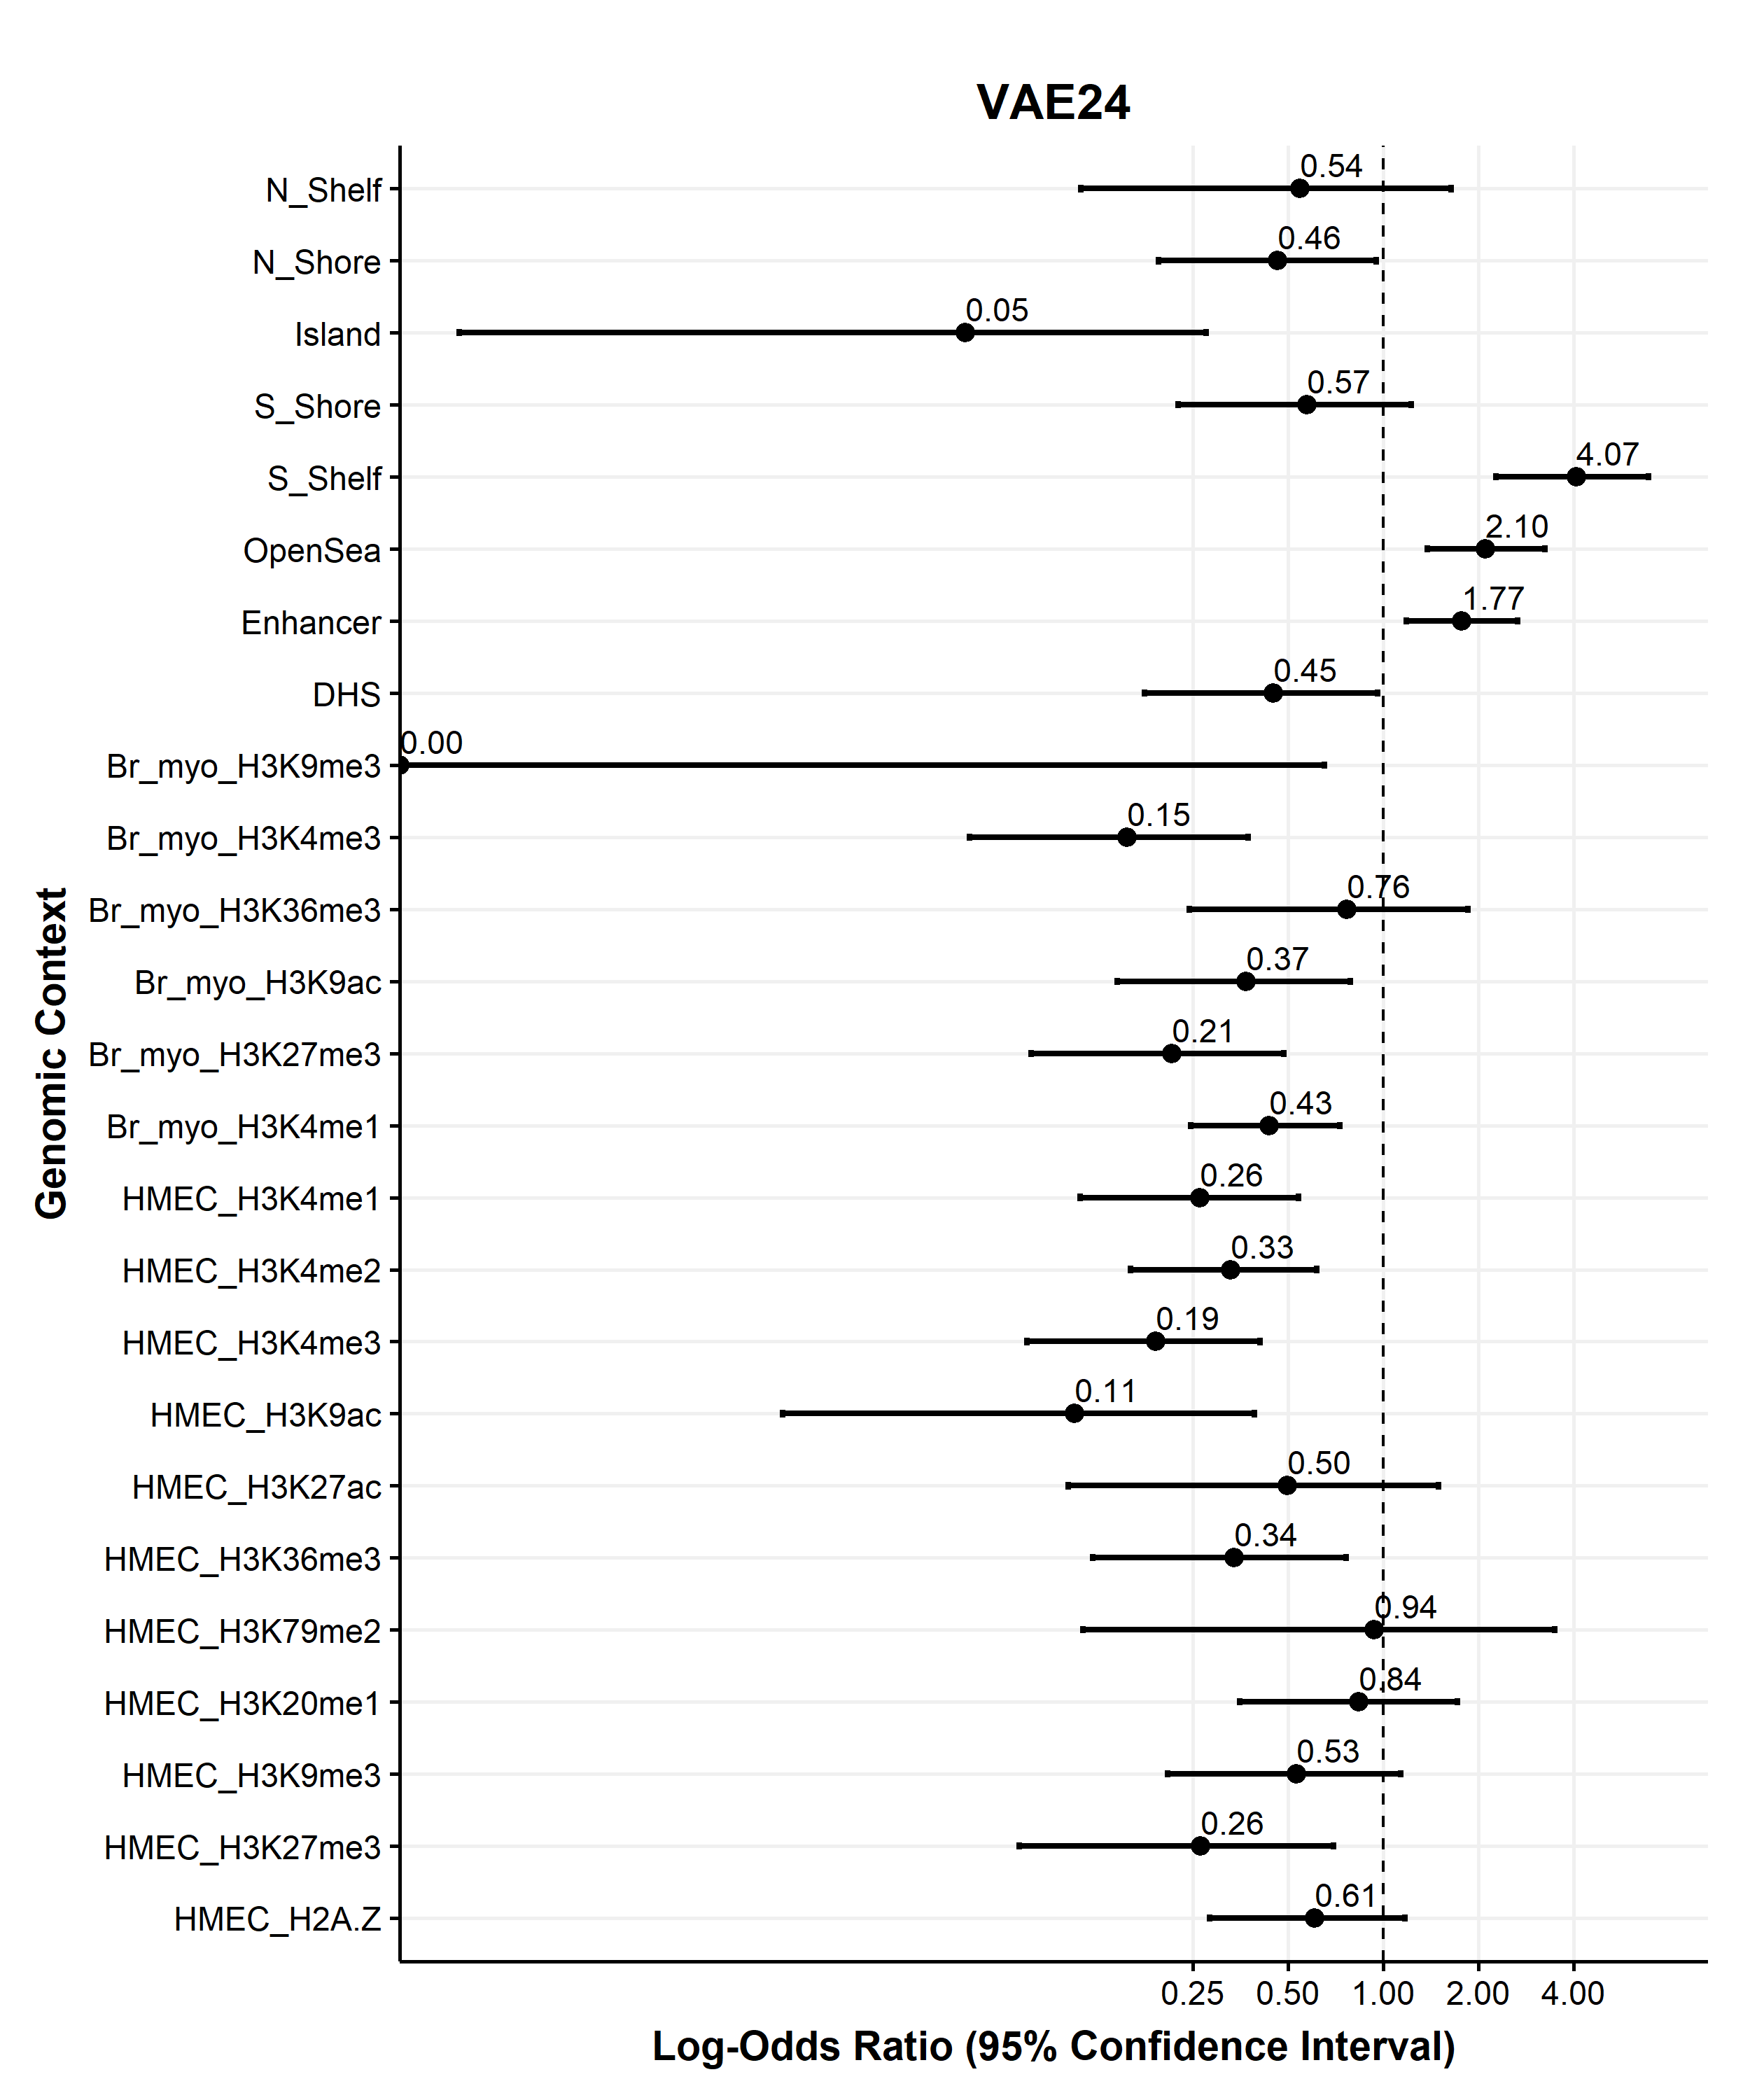 VAE24
Genomic Context
N_Shelf 0.54
N_Shore 0.46
Island 0.05
S_Shore 0.57
S_Shelf 4.07
OpenSea 2.10
Enhancer 1.77
DHS 0.45
Br_myo_H3K9me3 0.00
Br_myo_H3K4me3 0.15
Br_myo_H3K36me3 0.76
Br_myo_H3K9ac 0.37
Br_myo_H3K27me3 0.21
Br_myo_H3K4me1 0.43
HMEC_H3K4me1 0.26
HMEC_H3K4me2 0.33
HMEC_H3K4me3 0.19
HMEC_H3K9ac 0.11
HMEC_H3K27ac 0.50
HMEC_H3K36me3 0.34
HMEC_H3K79me2 0.94
HMEC_H3K20me1 0.84
HMEC_H3K9me3 0.53
HMEC_H3K27me3 0.26
HMEC_H2A.Z 0.61
0.25 0.50 1.00 2.00 4.00
Log-Odds Ratio (95% Confidence Interval)